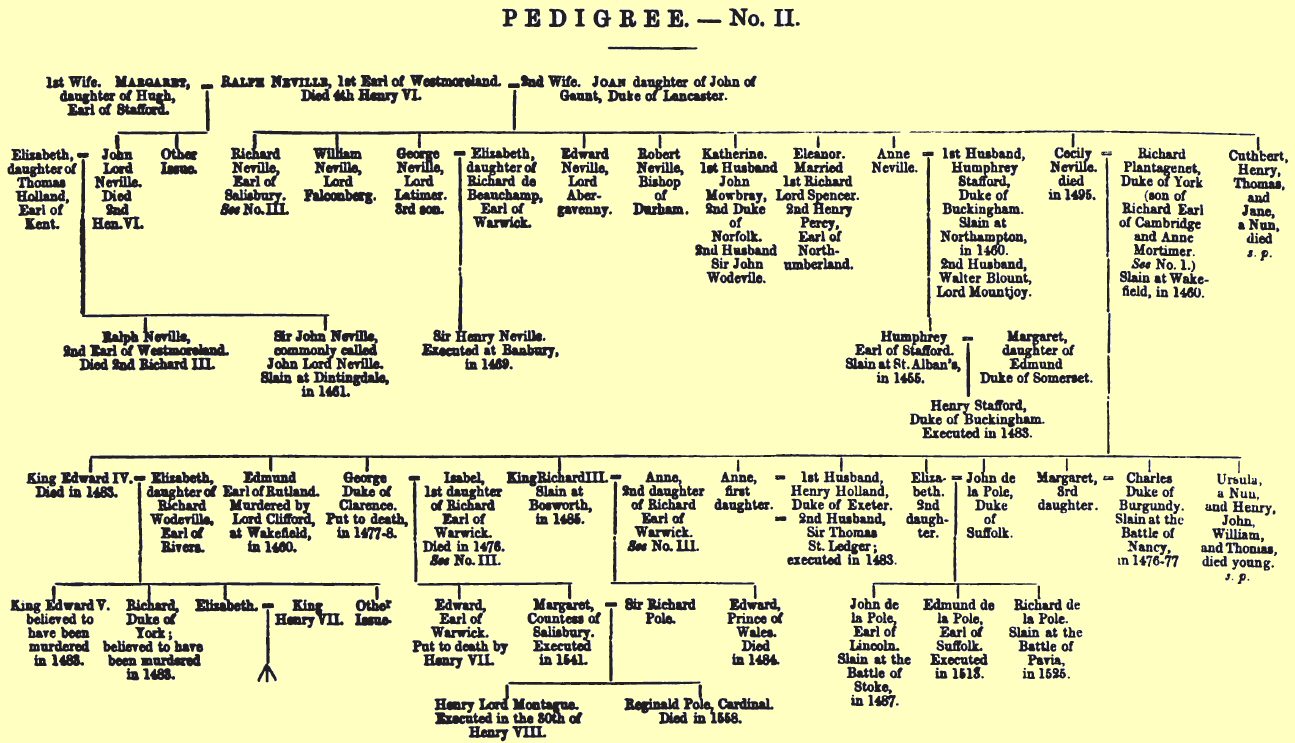 PEDIGREE. — No. II.
1st Wife. MARGARET,
daughter of Hugh,
Earl of Stafford.
RALPH NEVILLE, 1st Earl of Westmoreland.
Died 4th Henry VI.
2nd Wife. JOAN daughter of John of
Gaunt, Duke of Lancaster.
Elizabeth,
daughter of
Thomas
Holland,
Earl of
Kent.
John
Lord
Neville.
Died
2nd
Hen. VI.
Other
Issue.
Richard
Neville,
Earl of
Salisbury.
See No. III.
William
Neville,
Lord
Falconberg.
George
Neville,
Lord
Latimer.
3rd son.
Elizabeth,
daughter of
Richard de
Beauchamp,
Earl of
Warwick.
Edward
Neville,
Lord
Aber-
gavenny.
Robert
Neville,
Bishop
of
Durham.
Katherine.
1st Husband
John
Mowbray,
2nd Duke
of
Norfolk.
2nd Husband
Sir John
Wodevile.
Eleanor.
Married
1st Richard
Lord Spencer.
2nd Henry
Percy,
Earl of
North-
umberland.
Anne
Neville.
1st Husband,
Humphrey
Stafford,
Duke of
Buckingham.
Slain at
Northampton,
in 1460.
2nd Husband,
Walter Blount,
Lord Mountjoy.
Cecily
Neville.
died
in 1495.
Richard
Plantagenet,
Duke of York
(son of
Richard Earl
of Cambridge
and Anne
Mortimer.
See No. 1.)
Slain at Wake-
field, in 1460.
Cuthbert,
Henry,
Thomas,
and
Jane,
a Nun,
died
s. p.
Ralph Neville,
2nd Earl of Westmoreland.
Died 2nd Richard III.
Sir John Neville,
commonly called
John Lord Neville.
Slain at Dintingdale,
in 1461.
Sir Henry Neville.
Executed at Banbury,
in 1469.
Humphrey
Earl of Stafford.
Slain at St. Alban's,
in 1455.
Margaret,
daughter of
Edmund
Duke of Somerset.
Henry Stafford,
Duke of Buckingham.
Executed in 1483.
King Edward IV.
Died in 1483.
Elizabeth,
daughter of
Richard
Wodeville,
Earl of
Rivers.
Edmund
Earl of Rutland.
Murdered by
Lord Clifford,
at Wakefield,
in 1460.
George
Duke of
Clarence.
Put to death,
in 1477-8.
Isabel,
1st daughter
of Richard
Earl of
Warwick.
Died in 1476.
See No. III.
King Richard III.
Slain at
Bosworth,
in 1485.
Anne,
2nd daughter
of Richard
Earl of
Warwick.
See No. III.
Anne,
first
daughter.
1st Husband,
Henry Holland,
Duke of Exeter.
2nd Husband,
Sir Thomas
St. Ledger;
executed in 1483.
Eliza-
beth.
2nd
daugh-
ter.
John de
la Pole,
Duke
of
Suffolk.
Margaret,
3rd
daughter.
Charles
Duke of
Burgundy.
Slain at the
Battle of
Nancy,
in 1476-77
Ursula,
a Nun,
and Henry,
John,
William,
and Thomas,
died young.
s. p.
King Edward V.
believed to
have been
murdered
in 1483.
Richard,
Duke of
York;
believed to have
been murdered
in 1483.
Elizabeth.
King
Henry VII.
Other
Issue.
Edward,
Earl of
Warwick.
Put to death by
Henry VII.
Margaret,
Countess of
Salisbury.
Executed
in 1541.
Sir Richard
Pole.
Edward,
Prince of
Wales.
Died
in 1484.
John de
la Pole,
Earl of
Lincoln.
Slain at the
Battle of
Stoke,
in 1487.
Edmund de
la Pole,
Earl of
Suffolk.
Executed
in 1513.
Richard de
la Pole.
Slain at the
Battle of
Pavia,
in 1525.
Henry Lord Montague.
Executed in the 30th of
Henry VIII.
Reginald Pole, Cardinal.
Died in 1558.